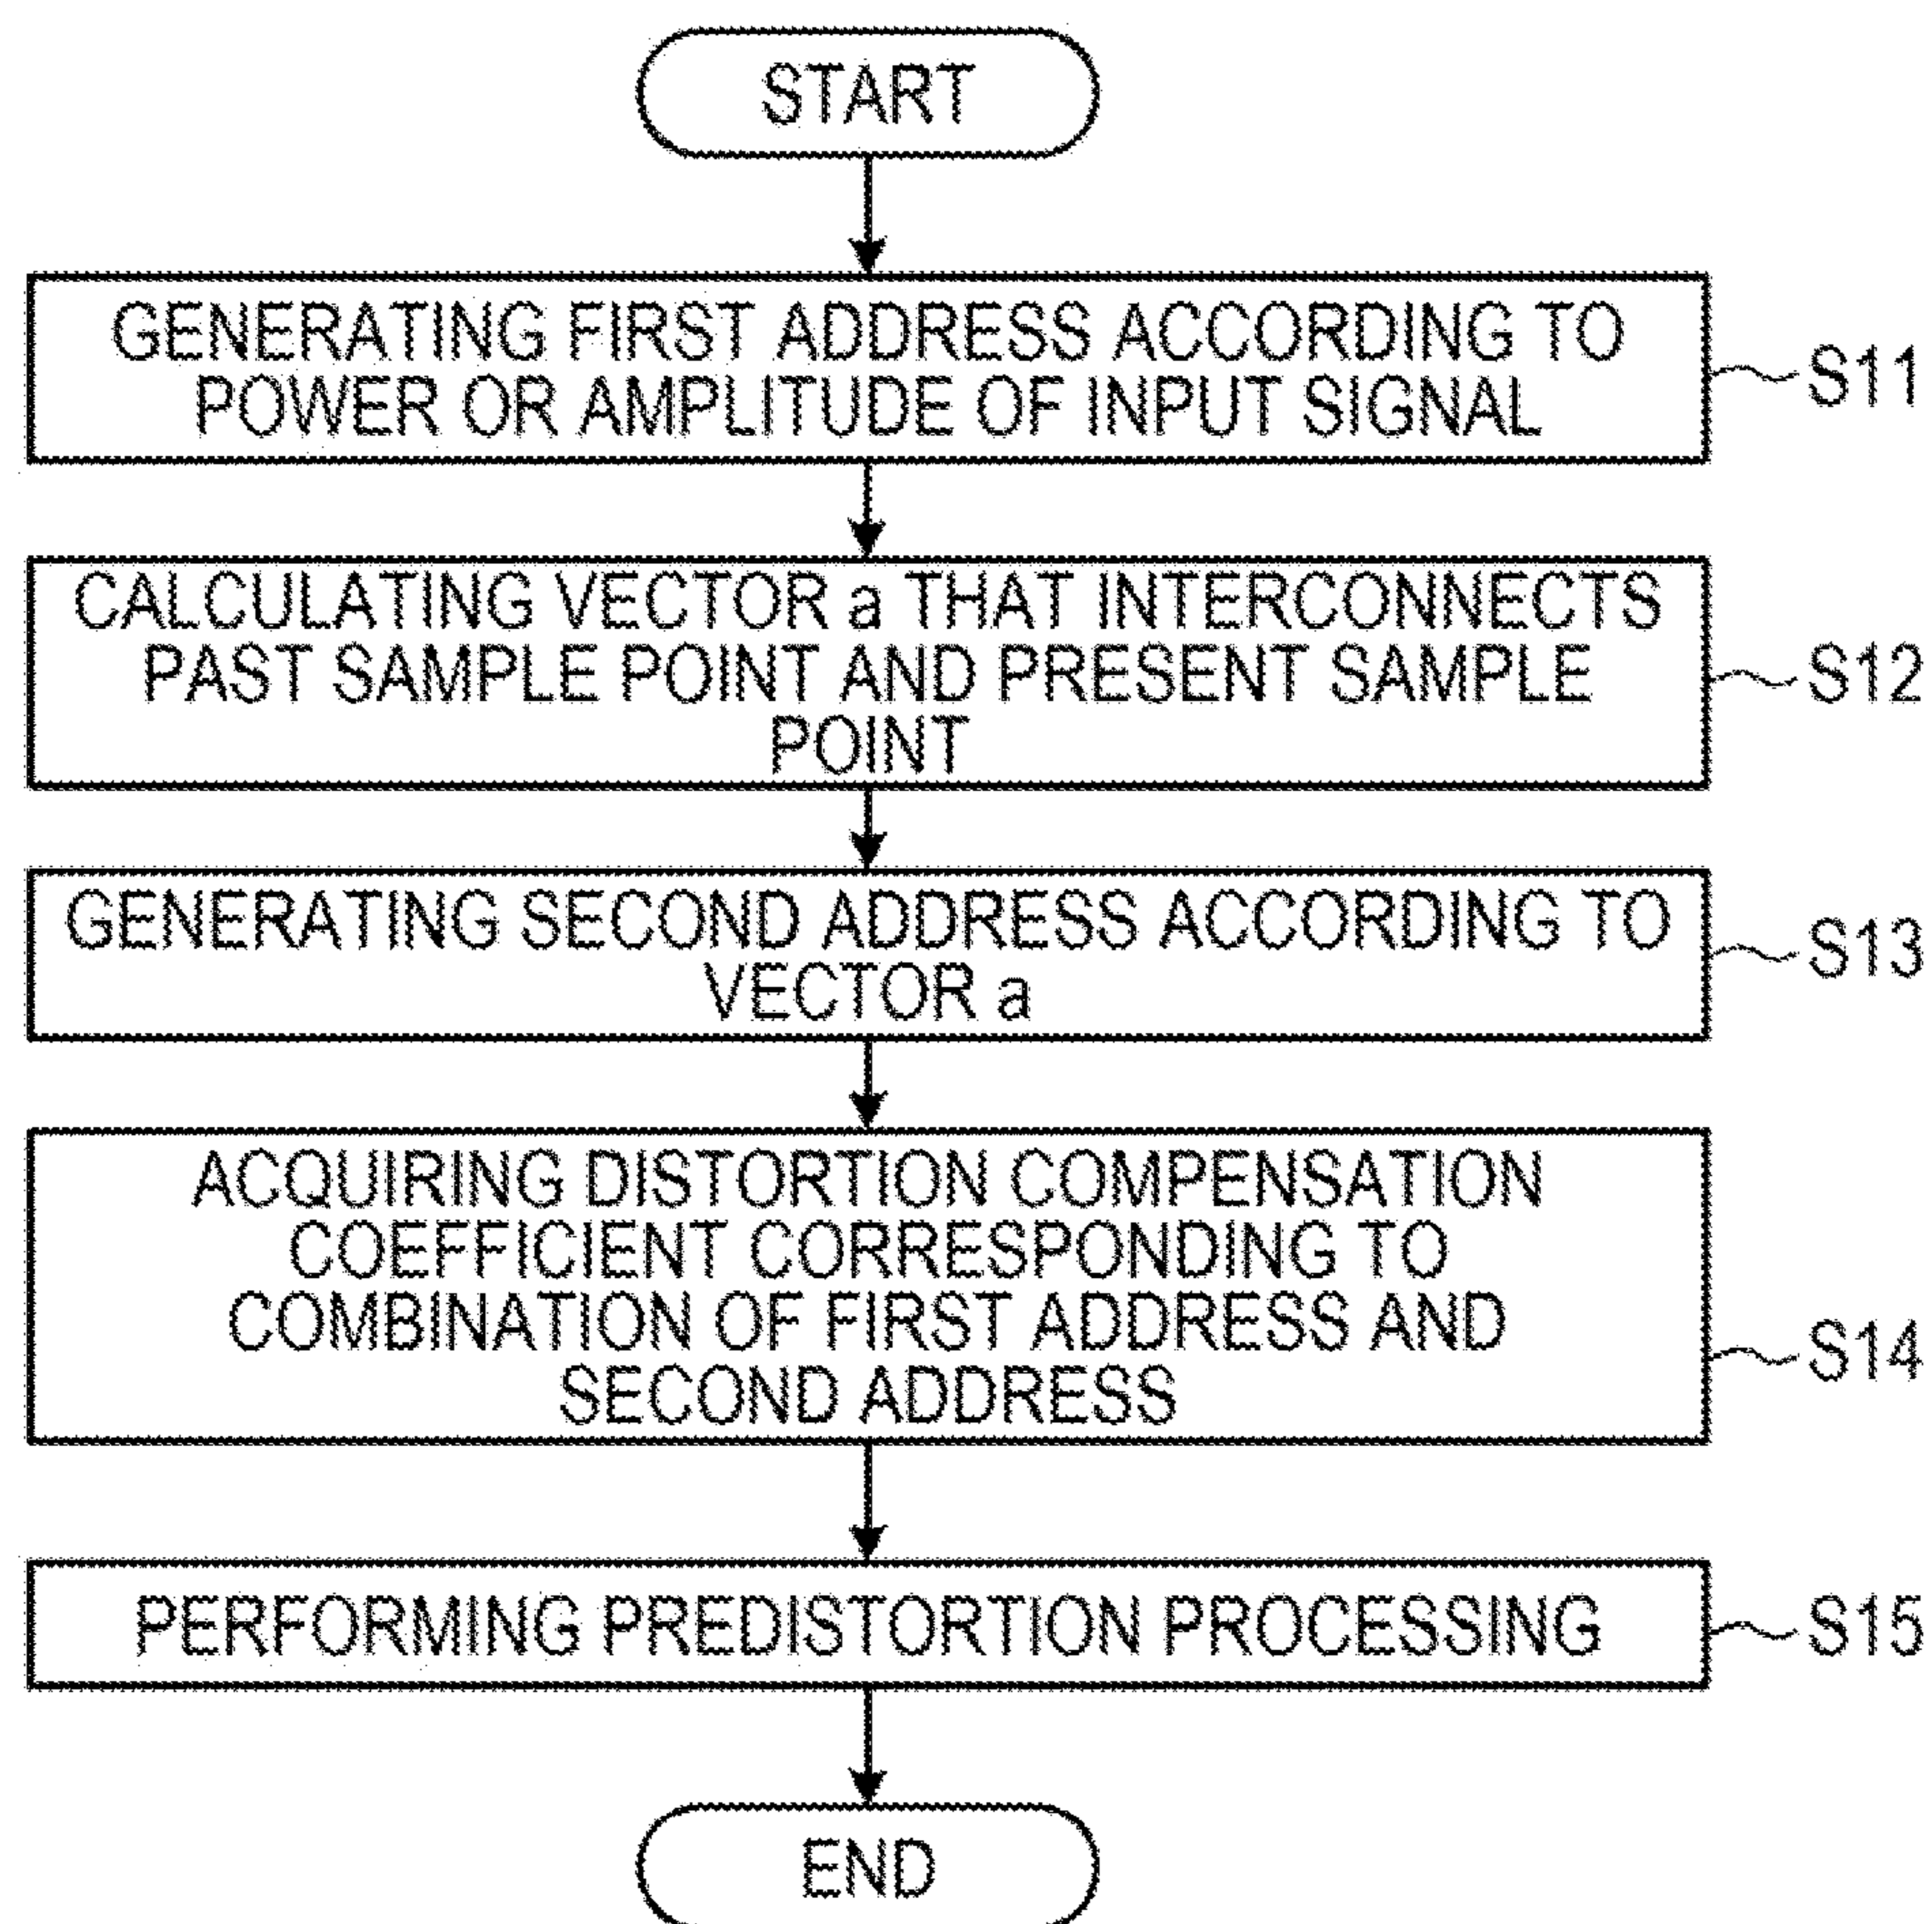 START
GENERATING FIRST ADDRESS ACCORDING TO
POWER OR AMPLITUDE OF INPUT SIGNAL
S11
CALCULATING VECTOR a THAT INTERCONNECTS
PAST SAMPLE POINT AND PRESENT SAMPLE
POINT
S12
GENERATING SECOND ADDRESS ACCORDING TO
VECTOR a
S13
ACQUIRING DISTORTION COMPENSATION
COEFFICIENT CORRESPONDING TO
COMBINATION OF FIRST ADDRESS AND
SECOND ADDRESS
S14
PERFORMING PREDISTORTION PROCESSING
S15
END